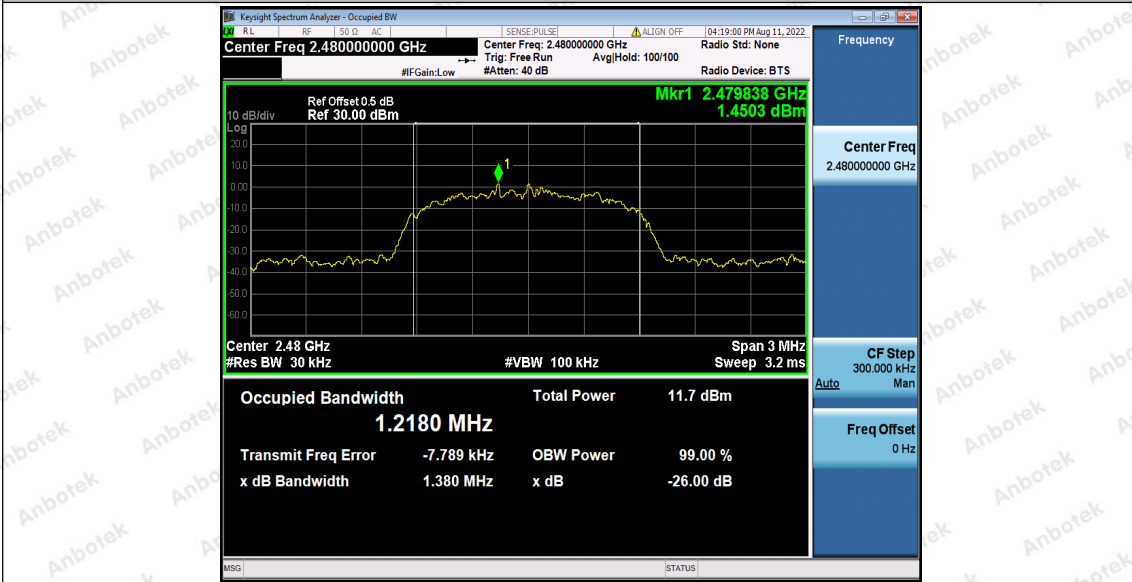 Keysight Spectrum Analyzer - Occupied BW
RL RF 50 Ω AC SENSE:PULSE ALIGN OFF 04:19:00 PM Aug 11, 2022
Center Freq 2.480000000 GHz
Center Freq: 2.480000000 GHz Radio Std: None
Trig: Free Run Avg|Hold: 100/100
#IFGain:Low #Atten: 40 dB Radio Device: BTS
Frequency
Mkr1 2.479838 GHz
1.4503 dBm
Ref Offset 0.5 dB
10 dB/div Ref 30.00 dBm
Log
20.0
10.0
0.00
-10.0
-20.0
-30.0
-40.0
-50.0
-60.0
1
Center 2.48 GHz Span 3 MHz
#Res BW 30 kHz #VBW 100 kHz Sweep 3.2 ms
Center Freq
2.480000000 GHz
CF Step
300.000 kHz
Auto Man
Freq Offset
0 Hz
Occupied Bandwidth Total Power 11.7 dBm
1.2180 MHz
Transmit Freq Error -7.789 kHz OBW Power 99.00 %
x dB Bandwidth 1.380 MHz x dB -26.00 dB
MSG STATUS
Anbotek